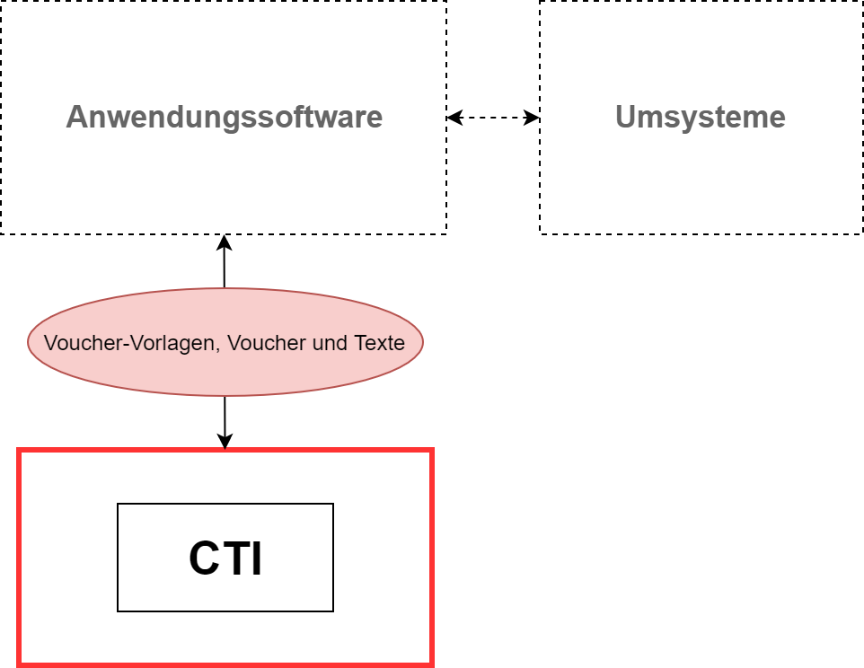 Anwendungssoftware
Umsysteme
Voucher-Vorlagen, Voucher und Texte
CTI